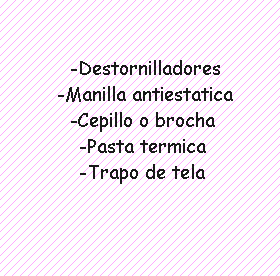 -Destornilladores
-Manilla antiestatica
-Cepillo o brocha
-Pasta termica
-Trapo de tela